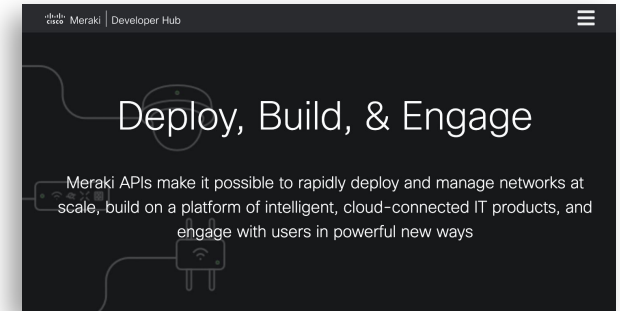 cisco Meraki | Developer Hub
Deploy, Build, & Engage
Meraki APIs make it possible to rapidly deploy and manage networks at
scale, build on a platform of intelligent, cloud-connected IT products, and
engage with users in powerful new ways